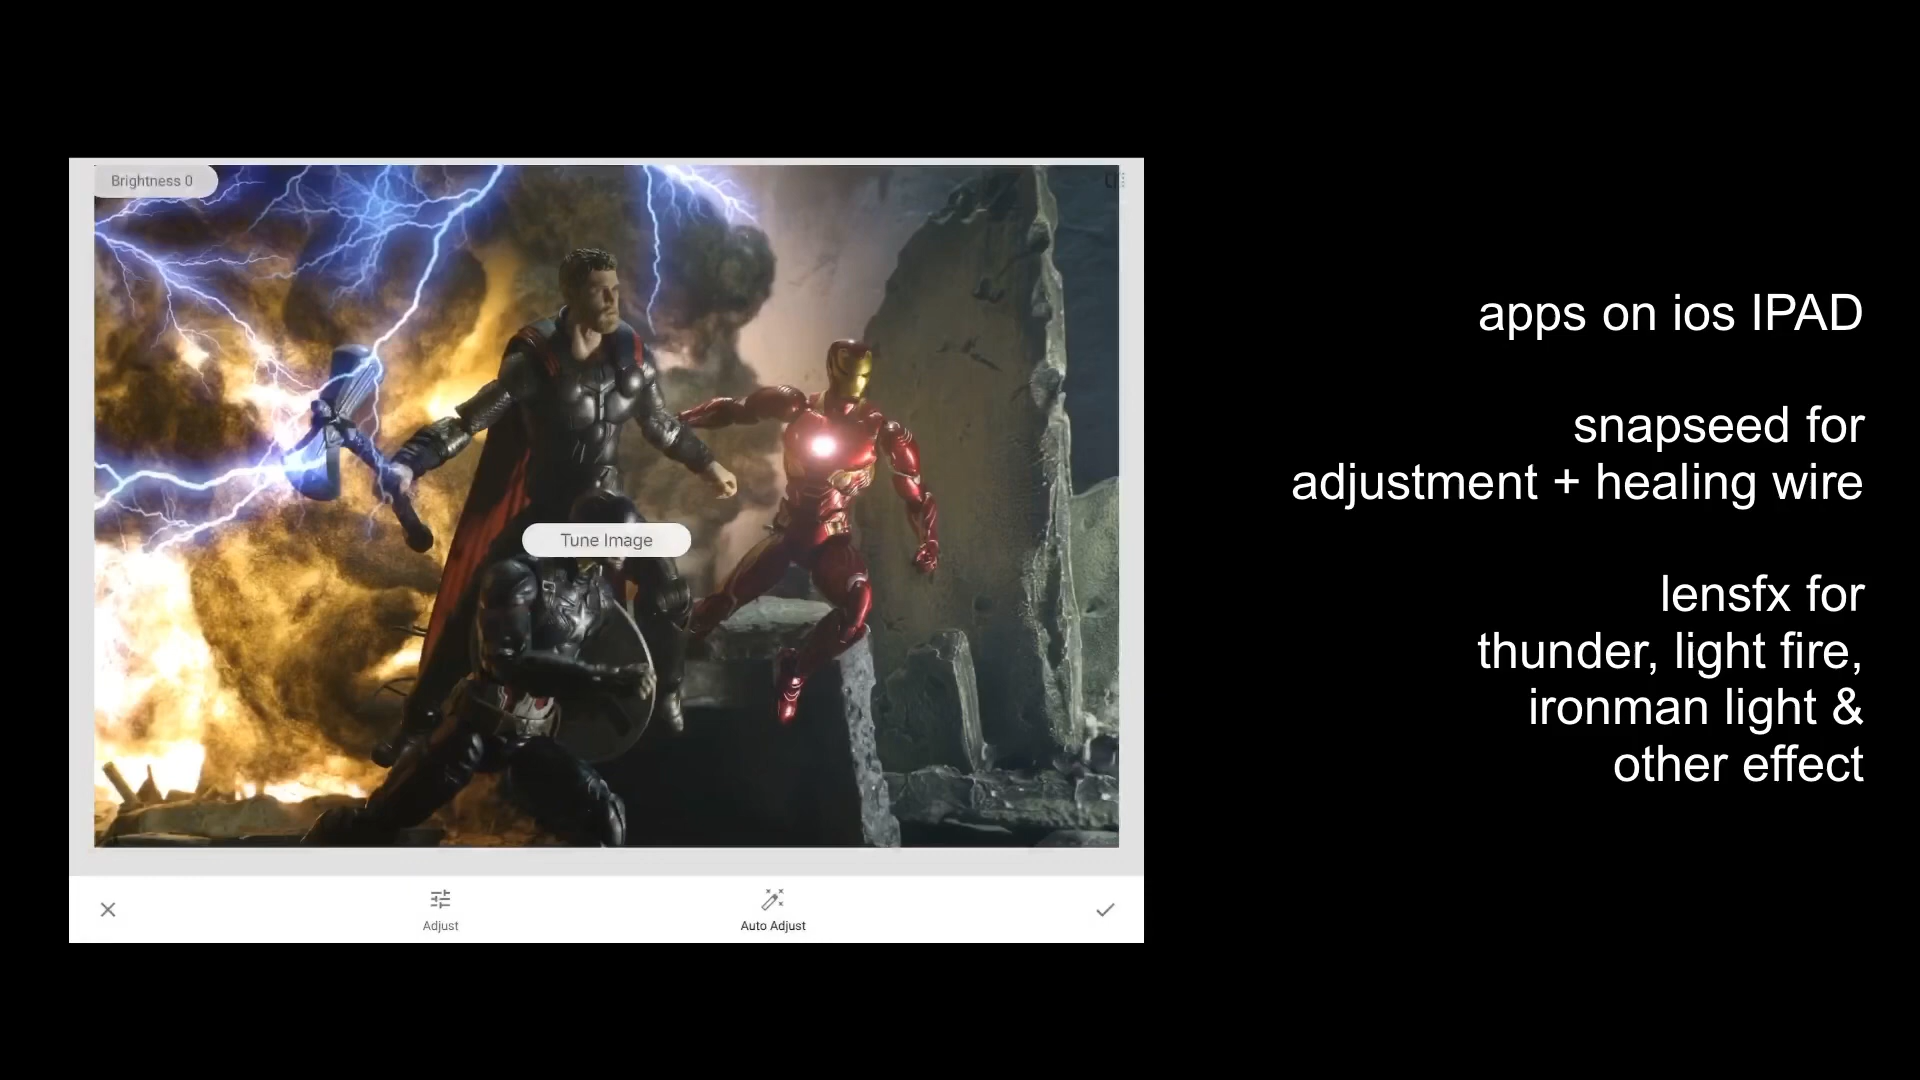 Brightness 0
Tune Image
Adjust
Auto Adjust
apps on ios IPAD
snapseed for
adjustment + healing wire
lensfx for
thunder, light fire,
ironman light &
other effect